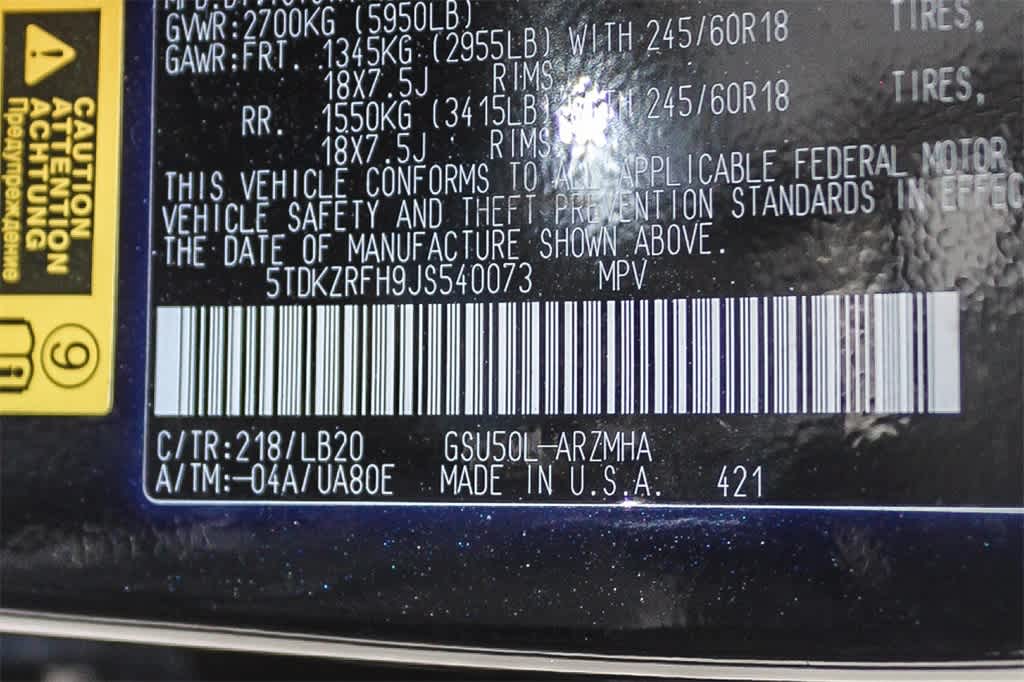 GVWR:2700KG (5950LB)
GAWR:FRT. 1345KG (2955LB) WITH 245/60R18 TIRES,
18X7.5J RIMS,
RR. 1550KG (3415LB) WITH 245/60R18 TIRES,
18X7.5J RIMS
THIS VEHICLE CONFORMS TO ALL APPLICABLE FEDERAL MOTOR
VEHICLE SAFETY AND THEFT PREVENTION STANDARDS IN EFFEC
THE DATE OF MANUFACTURE SHOWN ABOVE.
5TDKZRFH9JS540073 MPV
C/TR:218/LB20 GSU50L-ARZMHA
A/TM:-04A/UA80E MADE IN U.S.A. 421
CAUTION
ATTENTION
ACHTUNG
Предупреждение
9